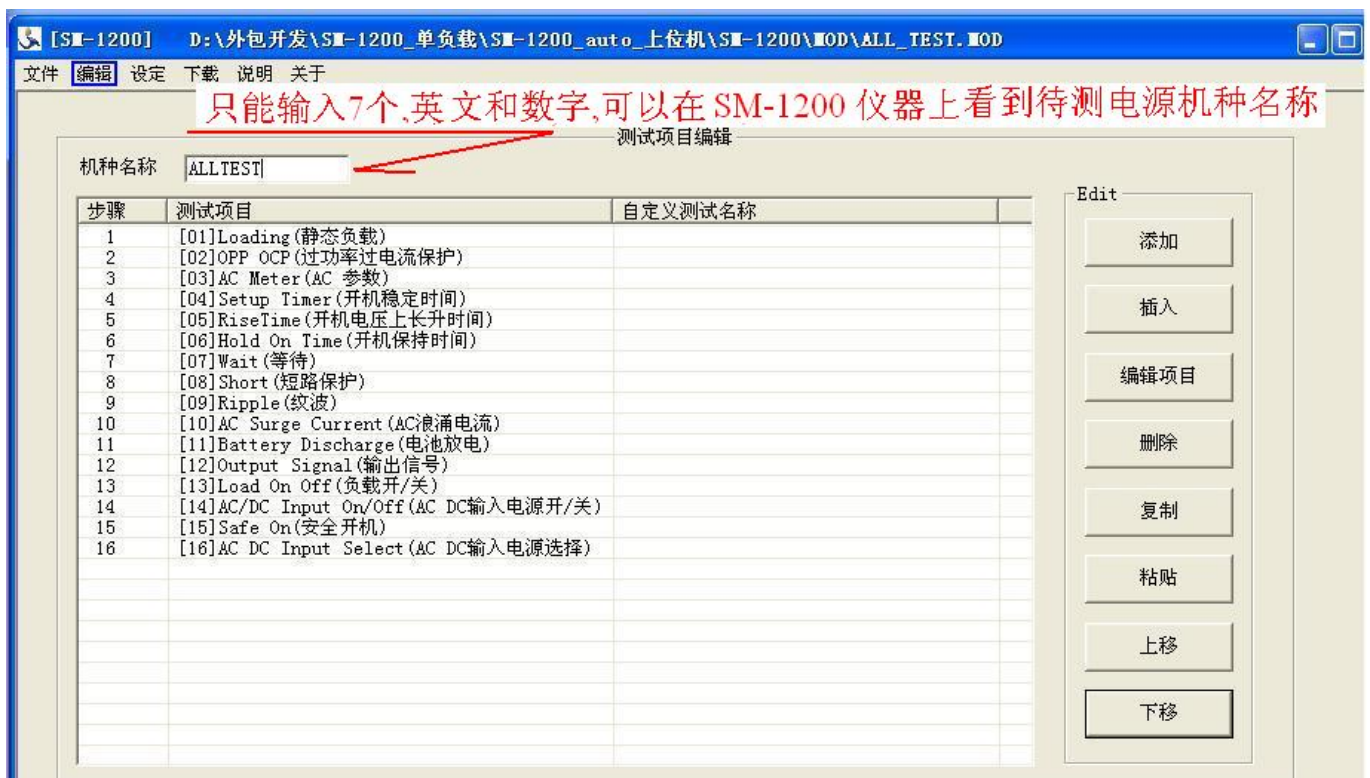 [SM-1200] D:\外包开发\SM-1200_单负载\SM-1200_auto_上位机\SM-1200\MOD\ALL_TEST.MOD
文件 编辑 设定 下载 说明 关于
只能输入7个,英文和数字,可以在 SM-1200 仪器上看到待测电源机种名称
测试项目编辑
机种名称 ALLTEST
Edit
步骤 测试项目 自定义测试名称
1 [01]Loading(静态负载)
2 [02]OPP OCP(过功率过电流保护)
3 [03]AC Meter(AC 参数)
4 [04]Setup Timer(开机稳定时间)
5 [05]RiseTime(开机电压上长升时间)
6 [06]Hold On Time(开机保持时间)
7 [07]Wait(等待)
8 [08]Short(短路保护)
9 [09]Ripple(纹波)
10 [10]AC Surge Current(AC浪涌电流)
11 [11]Battery Discharge(电池放电)
12 [12]Output Signal(输出信号)
13 [13]Load On Off(负载开/关)
14 [14]AC/DC Input On/Off(AC DC输入电源开/关)
15 [15]Safe On(安全开机)
16 [16]AC DC Input Select(AC DC输入电源选择)
添加
插入
编辑项目
删除
复制
粘贴
上移
下移